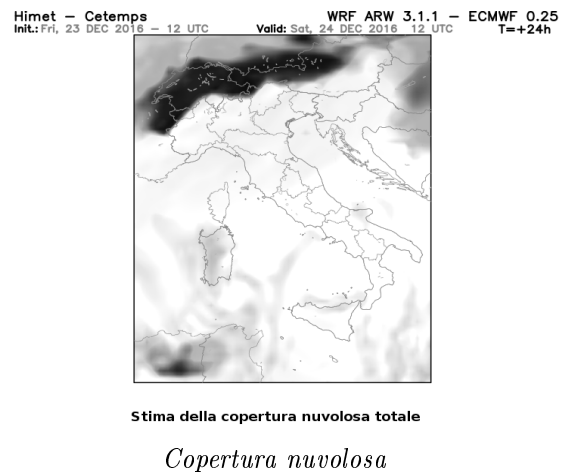 Himet – Cetemps WRF ARW 3.1.1 – ECMWF 0.25
Init.: Fri, 23 DEC 2016 – 12 UTC Valid: Sat, 24 DEC 2016 12 UTC T=+24h
Stima della copertura nuvolosa totale
Copertura nuvolosa